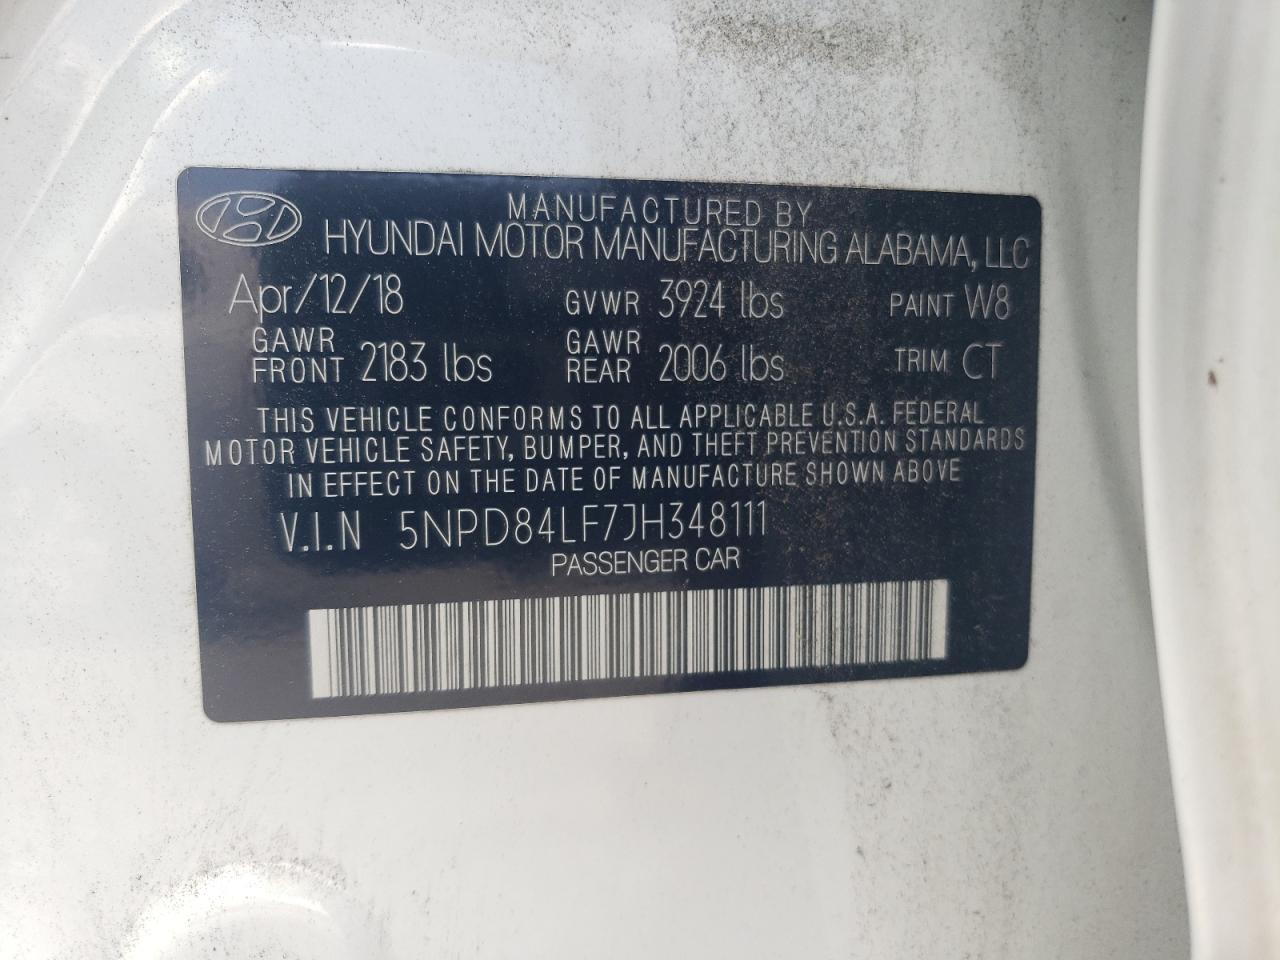 MANUFACTURED BY
HYUNDAI MOTOR MANUFACTURING ALABAMA, LLC
Apr/12/18 GVWR 3924 lbs PAINT W8
GAWR FRONT 2183 lbs GAWR REAR 2006 lbs TRIM CT
THIS VEHICLE CONFORMS TO ALL APPLICABLE U.S.A. FEDERAL
MOTOR VEHICLE SAFETY, BUMPER, AND THEFT PREVENTION STANDARDS
IN EFFECT ON THE DATE OF MANUFACTURE SHOWN ABOVE
V.I.N 5NPD84LF7JH348111
PASSENGER CAR